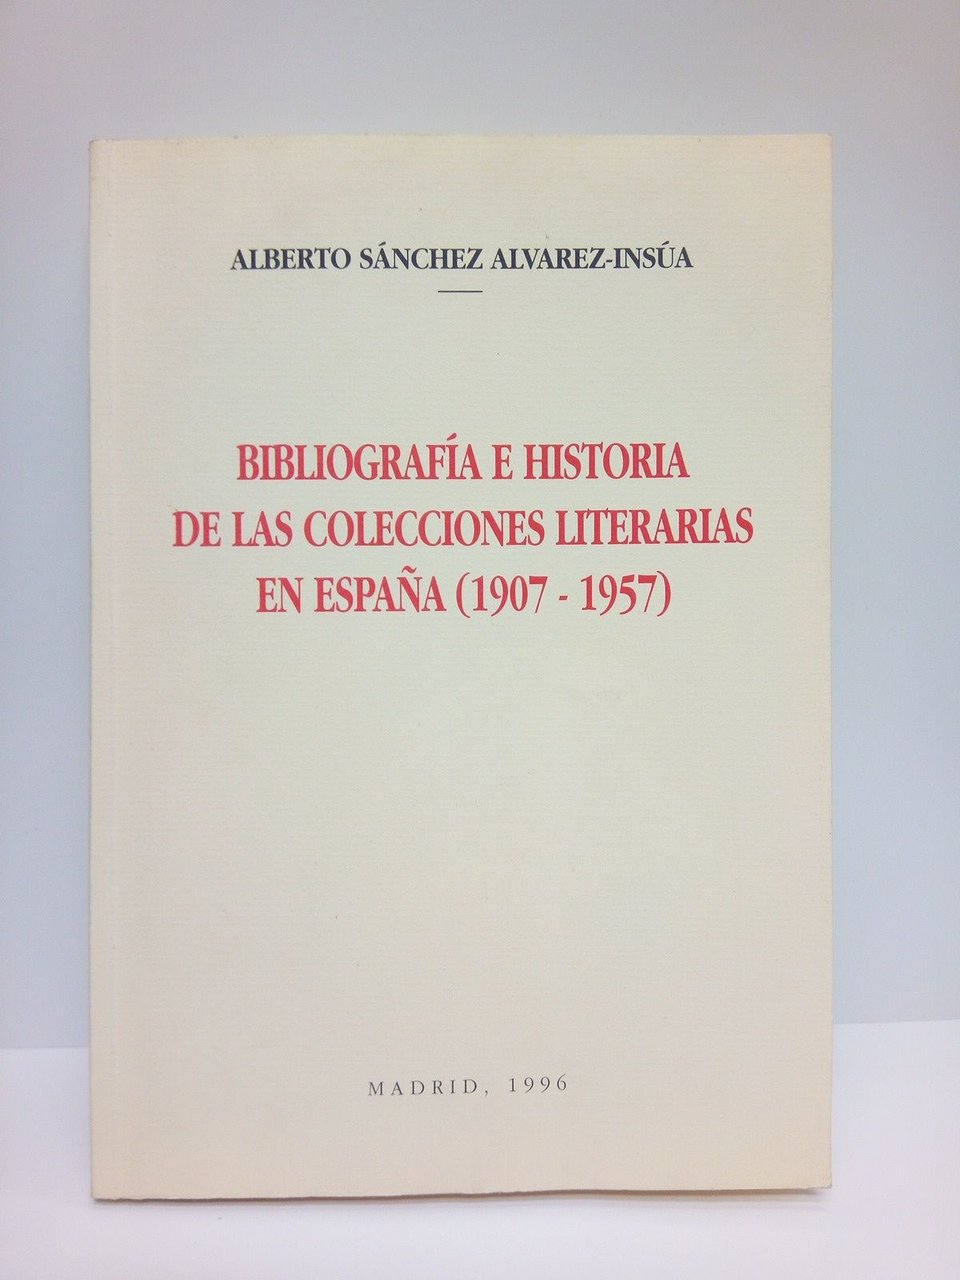 ALBERTO SÁNCHEZ ALVAREZ-INSÚA
BIBLIOGRAFÍA E HISTORIA
DE LAS COLECCIONES LITERARIAS
EN ESPAÑA (1907 - 1957)
MADRID, 1996